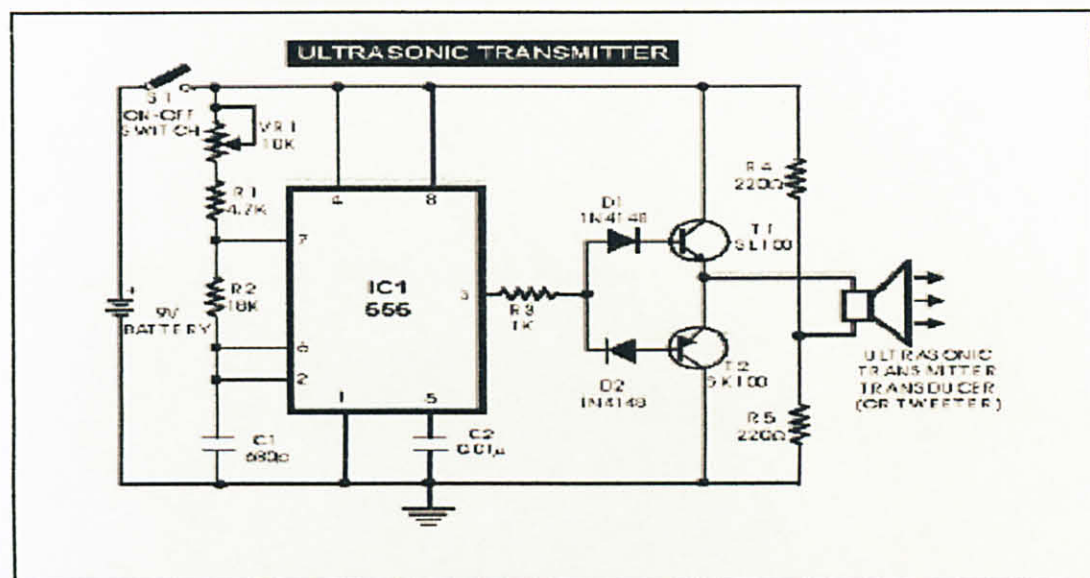 ULTRASONIC TRANSMITTER
S1
ON-OFF
SWITCH
VR1
10K
R1
4.7K
4
8
7
R2
18K
IC1
555
3
R3
1K
D1
1N4148
T1
SL100
R4
220Ω
9V
BATTERY
+
6
2
1
5
D2
1N4148
T2
SK100
ULTRASONIC
TRANSMITTER
TRANSDUCER
(OR TWEETER)
R5
220Ω
C1
680p
C2
0.01µ